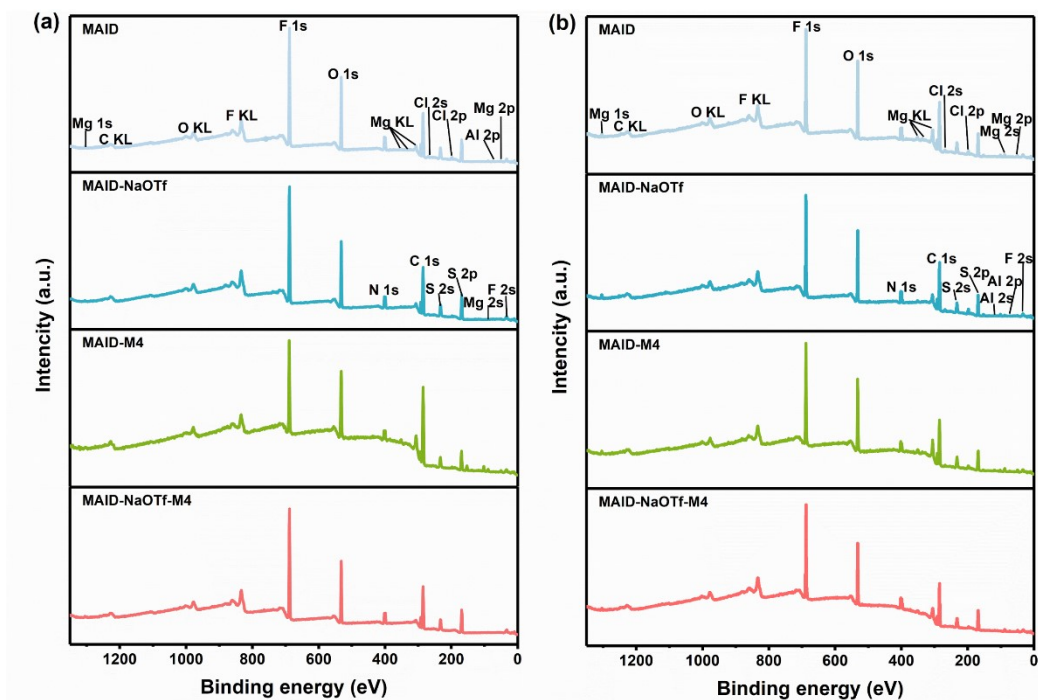 (a)
MAID
F 1s
O 1s
Mg 1s
C KL
O KL
F KL
Mg KL
Cl 2s
Cl 2p
Mg 2p
Al 2p
MAID-NaOTf
N 1s
C 1s
S 2s
S 2p
Mg 2s
F 2s
MAID-M4
MAID-NaOTf-M4
Intencity (a.u.)
1200 1000 800 600 400 200 0
Binding energy (eV)
(b)
MAID
F 1s
O 1s
Mg 1s
C KL
O KL
F KL
Mg KL
Cl 2s
Cl 2p
Mg 2p
Mg 2s
MAID-NaOTf
N 1s
C 1s
S 2s
S 2p
Al 2s
Al 2p
F 2s
MAID-M4
MAID-NaOTf-M4
Intencity (a.u.)
1200 1000 800 600 400 200 0
Binding energy (eV)